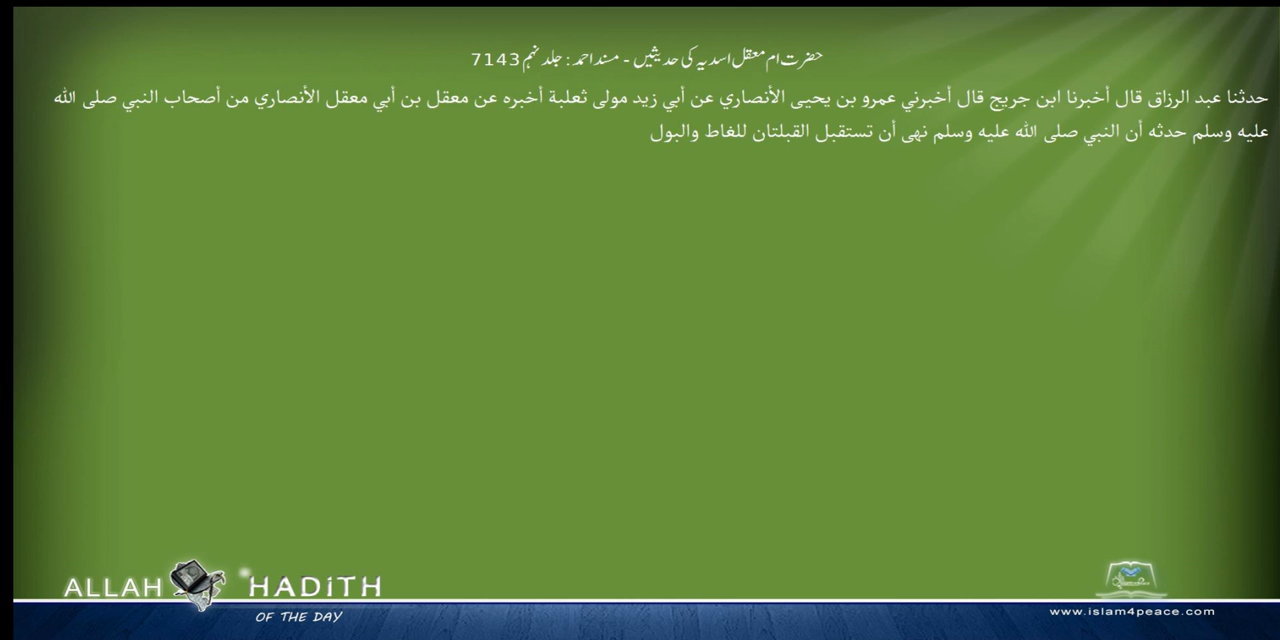 حضرت ام معقل اسدیہ کی حدیثیں - مسند احمد : جلد نہم 7143
حدثنا عبد الرزاق قال أخبرنا ابن جريج قال أخبرني عمرو بن يحيى الأنصاري عن أبي زيد مولى ثعلبة أخبره عن معقل بن أبي معقل الأنصاري من أصحاب النبي صلى الله
عليه وسلم حدثه أن النبي صلى الله عليه وسلم نهى أن تستقبل القبلتان للغاط والبول
ALLAH HADITH
OF THE DAY
www.islam4peace.com